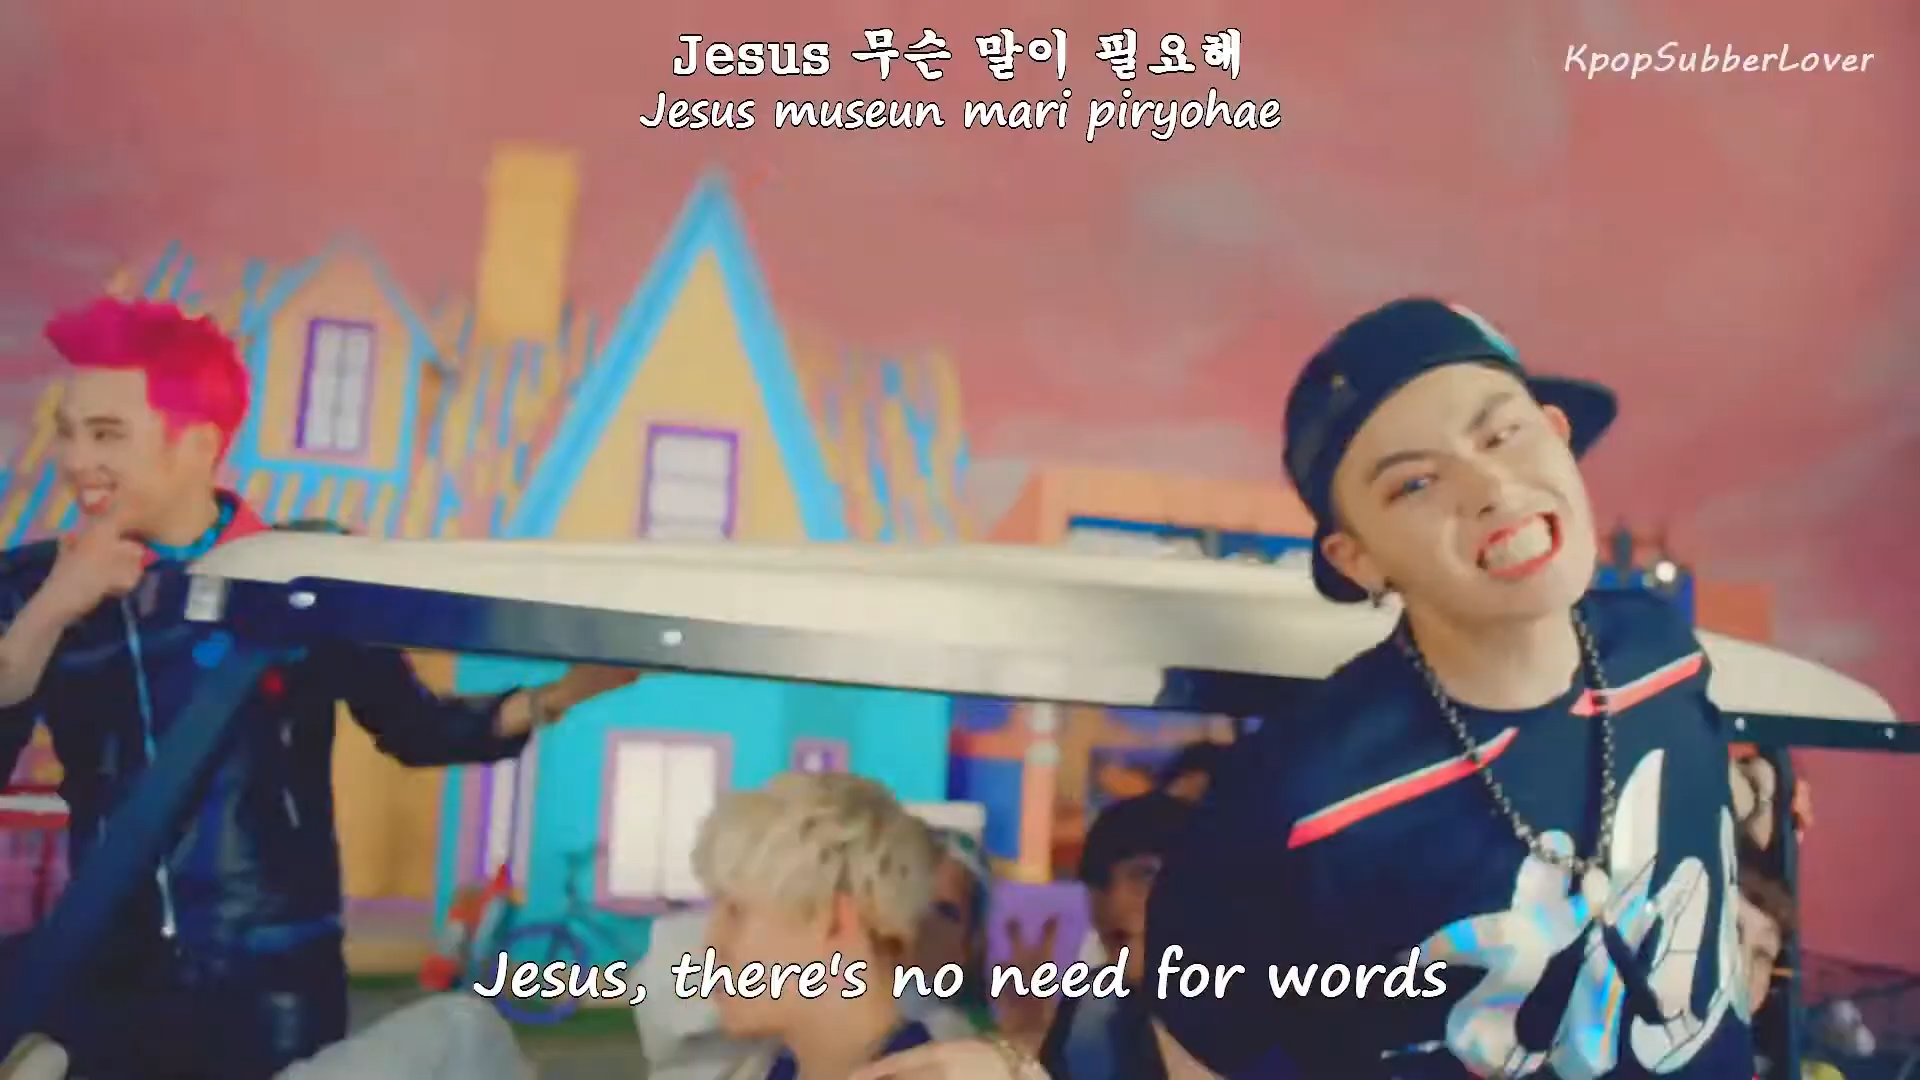 Jesus 무슨 말이 필요해
KpopSubberLover
Jesus museun mari piryohae
Jesus, there's no need for words